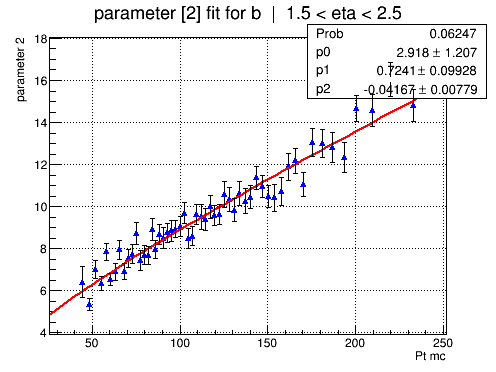 parameter [2] fit for b | 1.5 < eta < 2.5
Prob 0.06247
p0 2.918 ± 1.207
p1 0.7241 ± 0.09928
p2 -0.04167 ± 0.00779
parameter 2
18
16
14
12
10
8
6
4
50 100 150 200 250
Pt mc